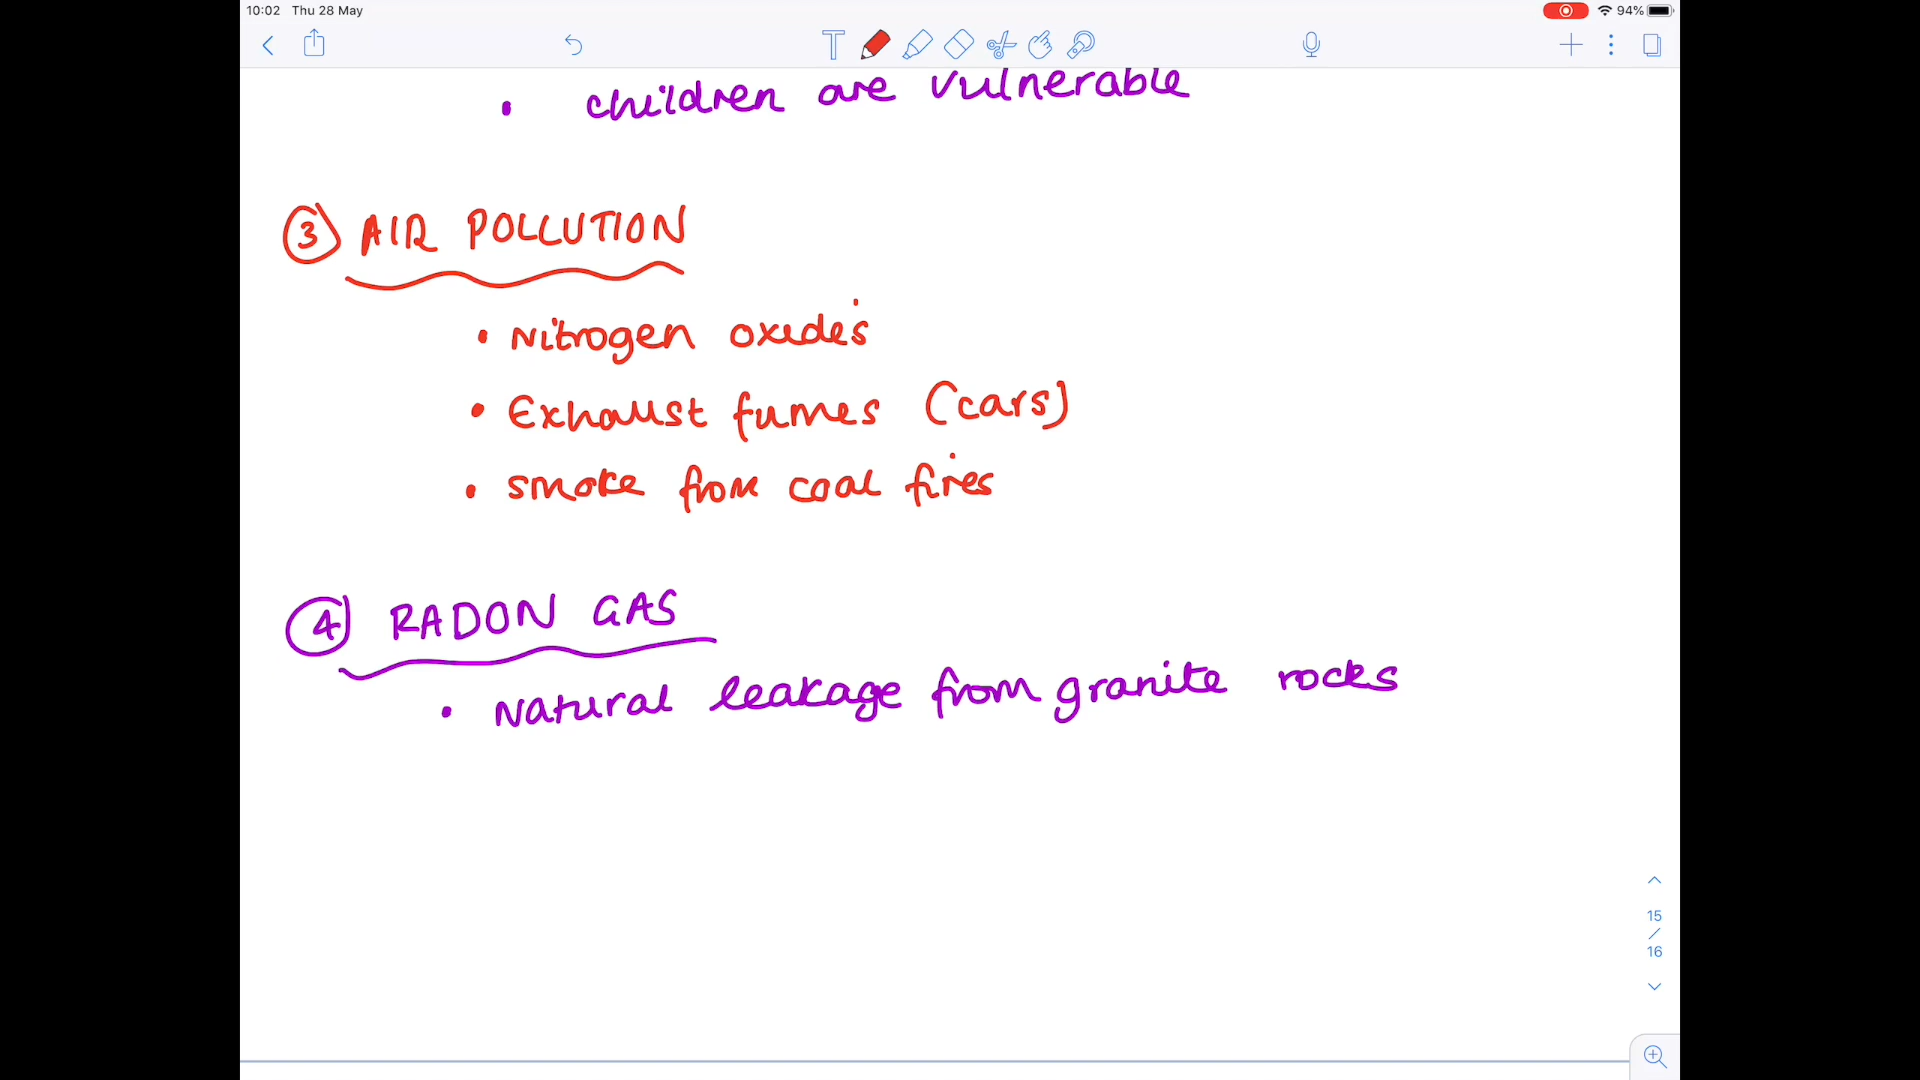 10:02 Thu 28 May
94%
• children are vulnerable
③ AIR POLLUTION
• Nitrogen oxides
• Exhaust fumes (cars)
• smoke from coal fires
④ RADON GAS
• Natural leakage from granite rocks
15
/
16